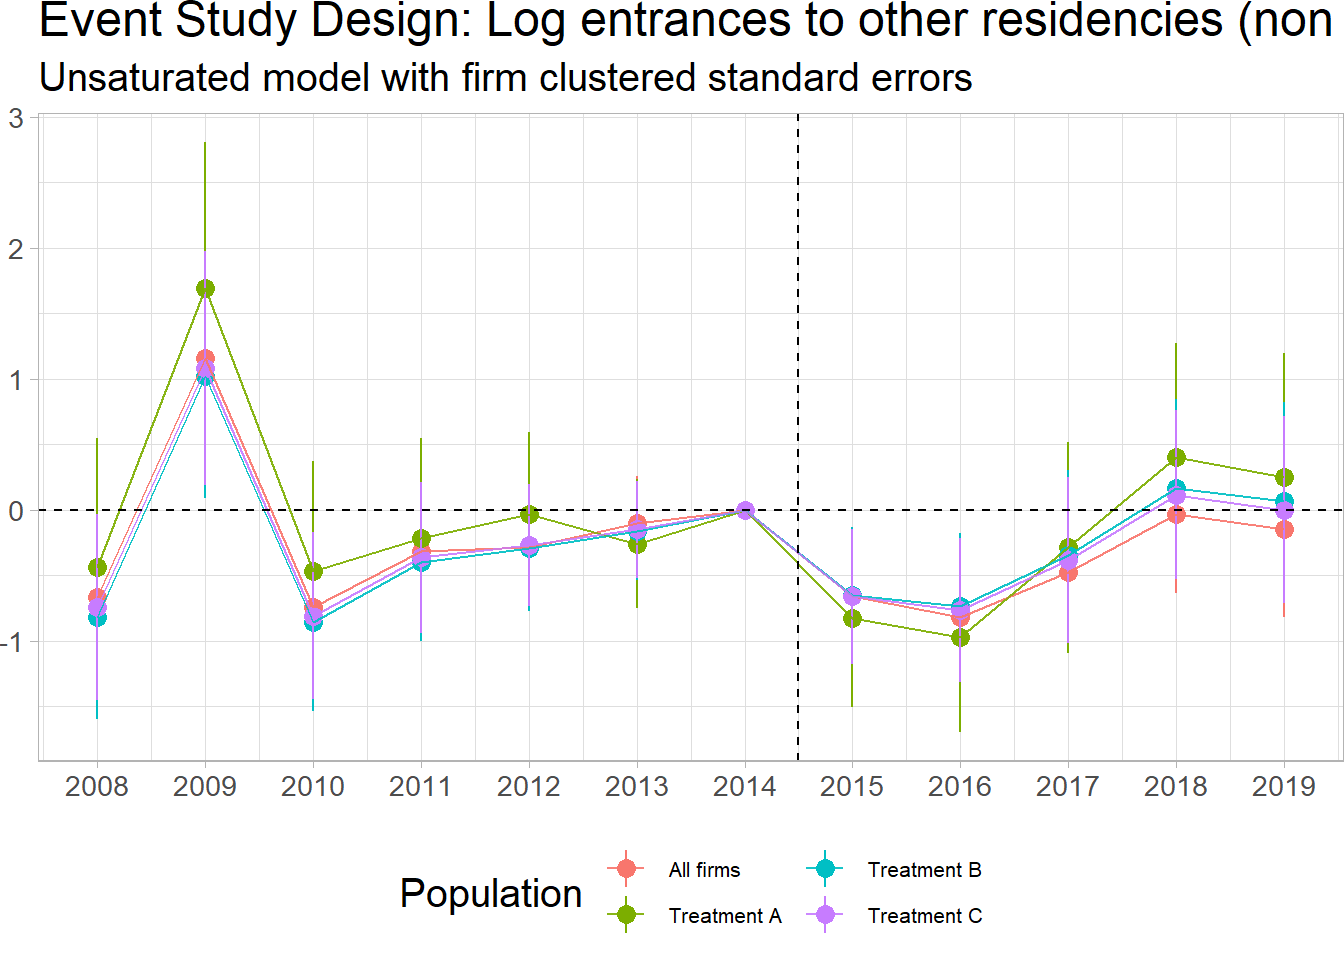 Event Study Design: Log entrances to other residencies (non
Unsaturated model with firm clustered standard errors
3
2
1
0
-1
2008 2009 2010 2011 2012 2013 2014 2015 2016 2017 2018 2019
Population
All firms
Treatment A
Treatment B
Treatment C